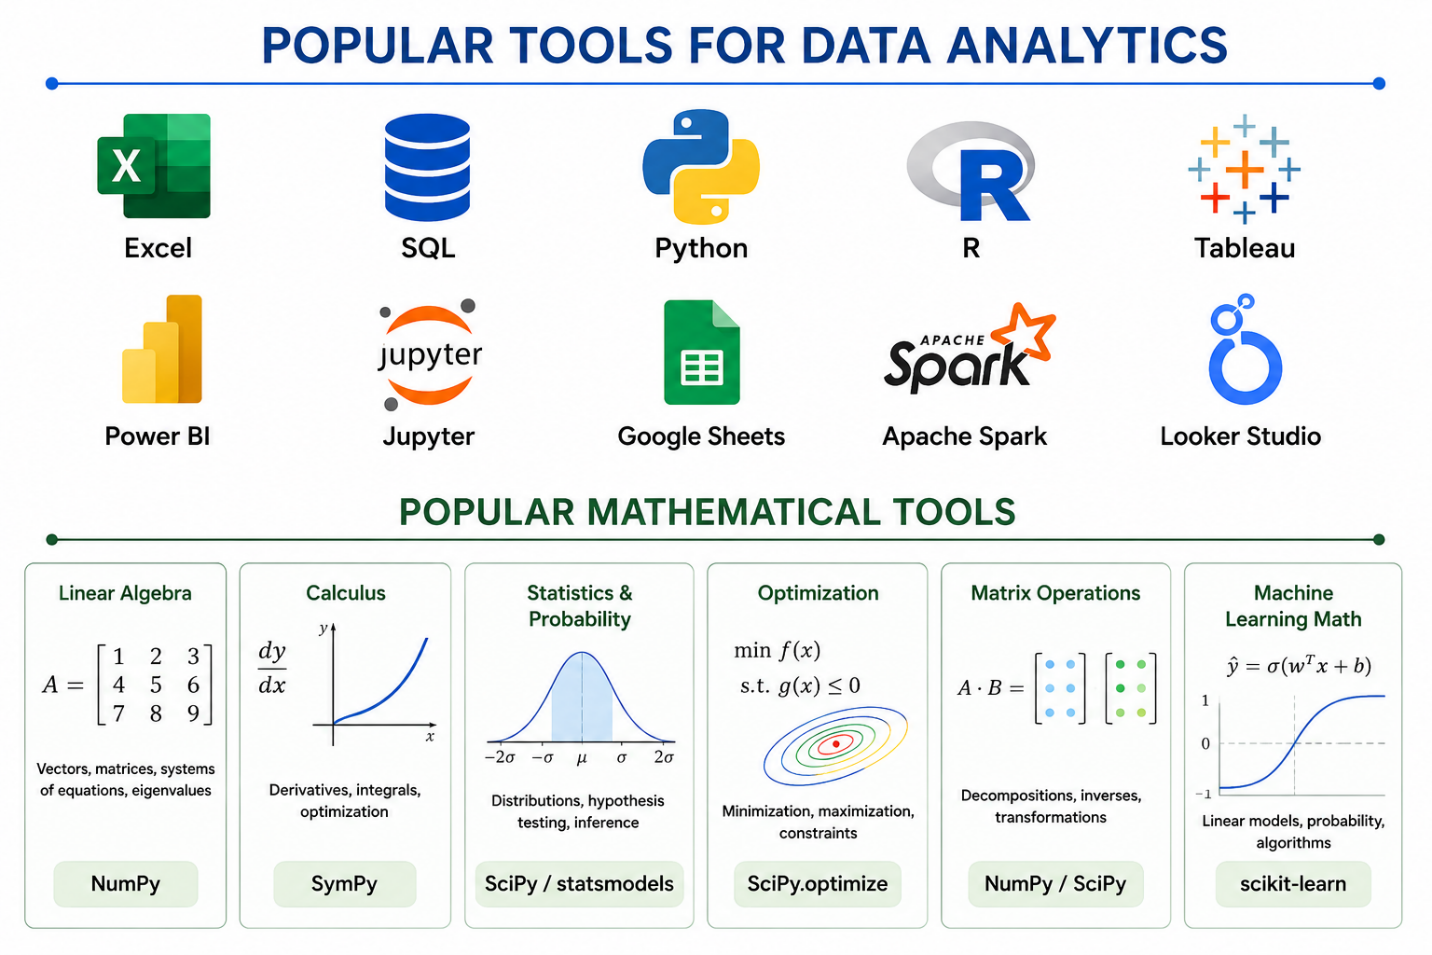 POPULAR TOOLS FOR DATA ANALYTICS
X
Excel
SQL
Python
R
R
Tableau
Power BI
jupyter
Jupyter
Google Sheets
APACHE
Spark
Apache Spark
Looker Studio
POPULAR MATHEMATICAL TOOLS
Linear Algebra
A = [1 2 3
4 5 6
7 8 9]
Vectors, matrices, systems
of equations, eigenvalues
NumPy
Calculus
dy
dx
y
x
Derivatives, integrals,
optimization
SymPy
Statistics &
Probability
−2σ −σ μ σ 2σ
Distributions, hypothesis
testing, inference
SciPy / statsmodels
Optimization
min f(x)
s.t. g(x) ≤ 0
Minimization, maximization,
constraints
SciPy.optimize
Matrix Operations
A · B =
Decompositions, inverses,
transformations
NumPy / SciPy
Machine
Learning Math
ŷ = σ(wᵀx + b)
1
0
−1
Linear models, probability,
algorithms
scikit-learn